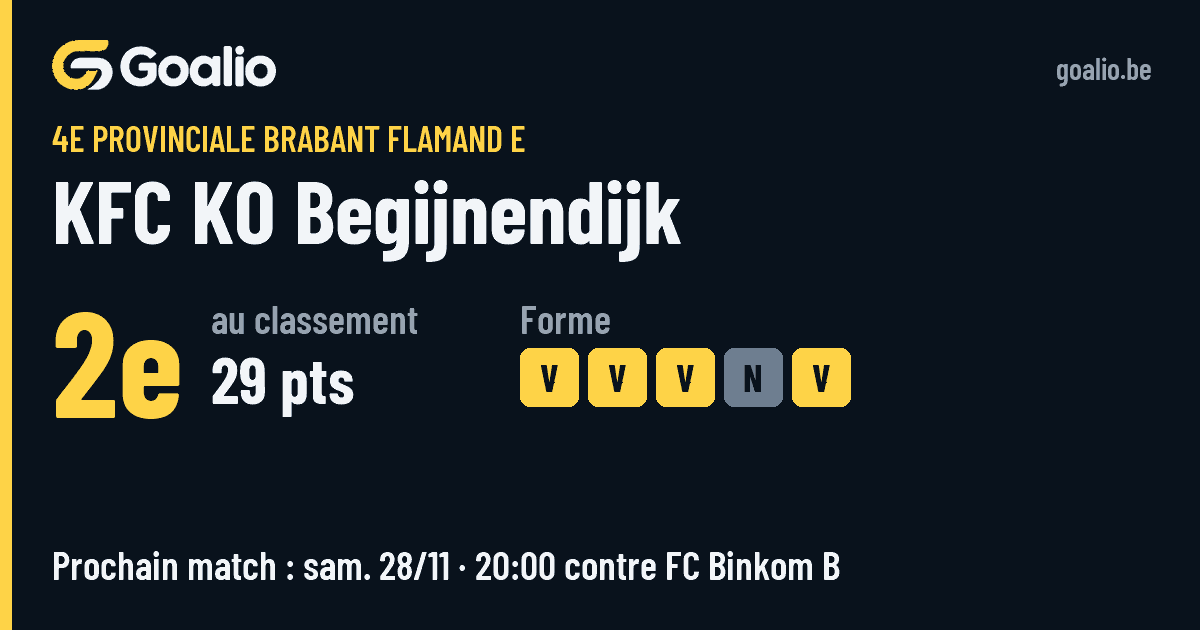 Goalio
goalio.be
4E PROVINCIALE BRABANT FLAMAND E
KFC KO Begijnendijk
2e
au classement
29 pts
Forme
V V V N V
Prochain match : sam. 28/11 · 20:00 contre FC Binkom B